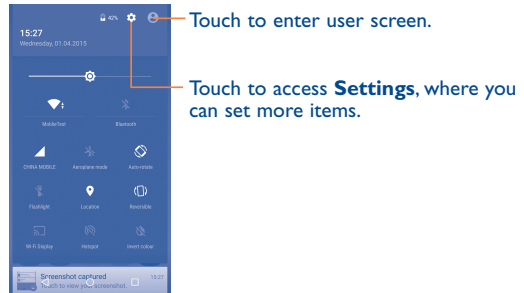 42%
Touch to enter user screen.
15:27
Wednesday, 01.04.2015
Touch to access Settings, where you
can set more items.
MobileTest
Bluetooth
CHINA MOBILE
Aeroplane mode
Auto-rotate
Flashlight
Location
Reversible
Wi-Fi Display
Hotspot
Invert colour
Screenshot captured
15:27
Touch to view your screenshot.